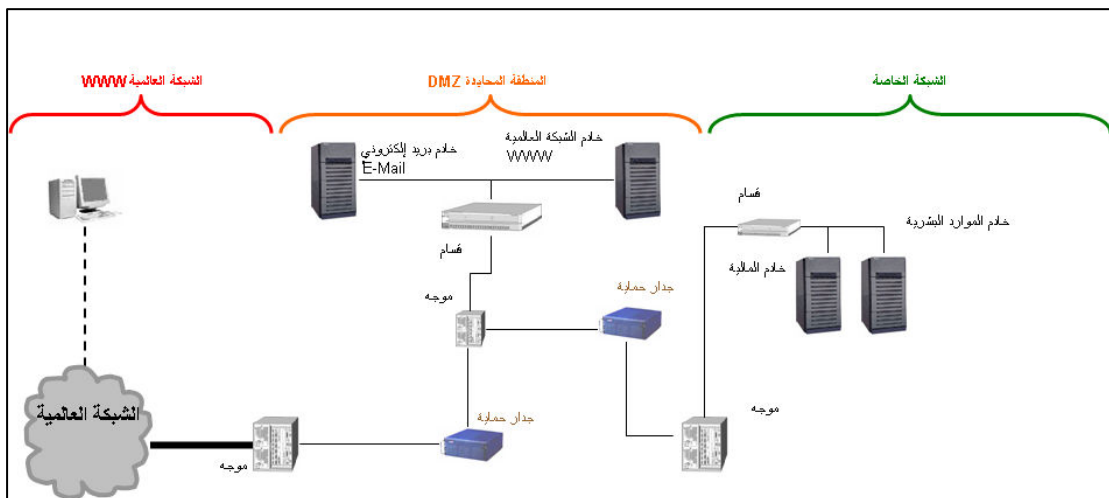 الشبكة الخاصة
المنطقة المحايدة DMZ
الشبكة العالمية WWW
خادم الشبكة العالمية
WWW
خادم بريد إلكتروني
E-Mail
قسام
خادم الموارد البشرية
خادم المالية
قسام
موجه
جدار حماية
موجه
جدار حماية
الشبكة العالمية
موجه